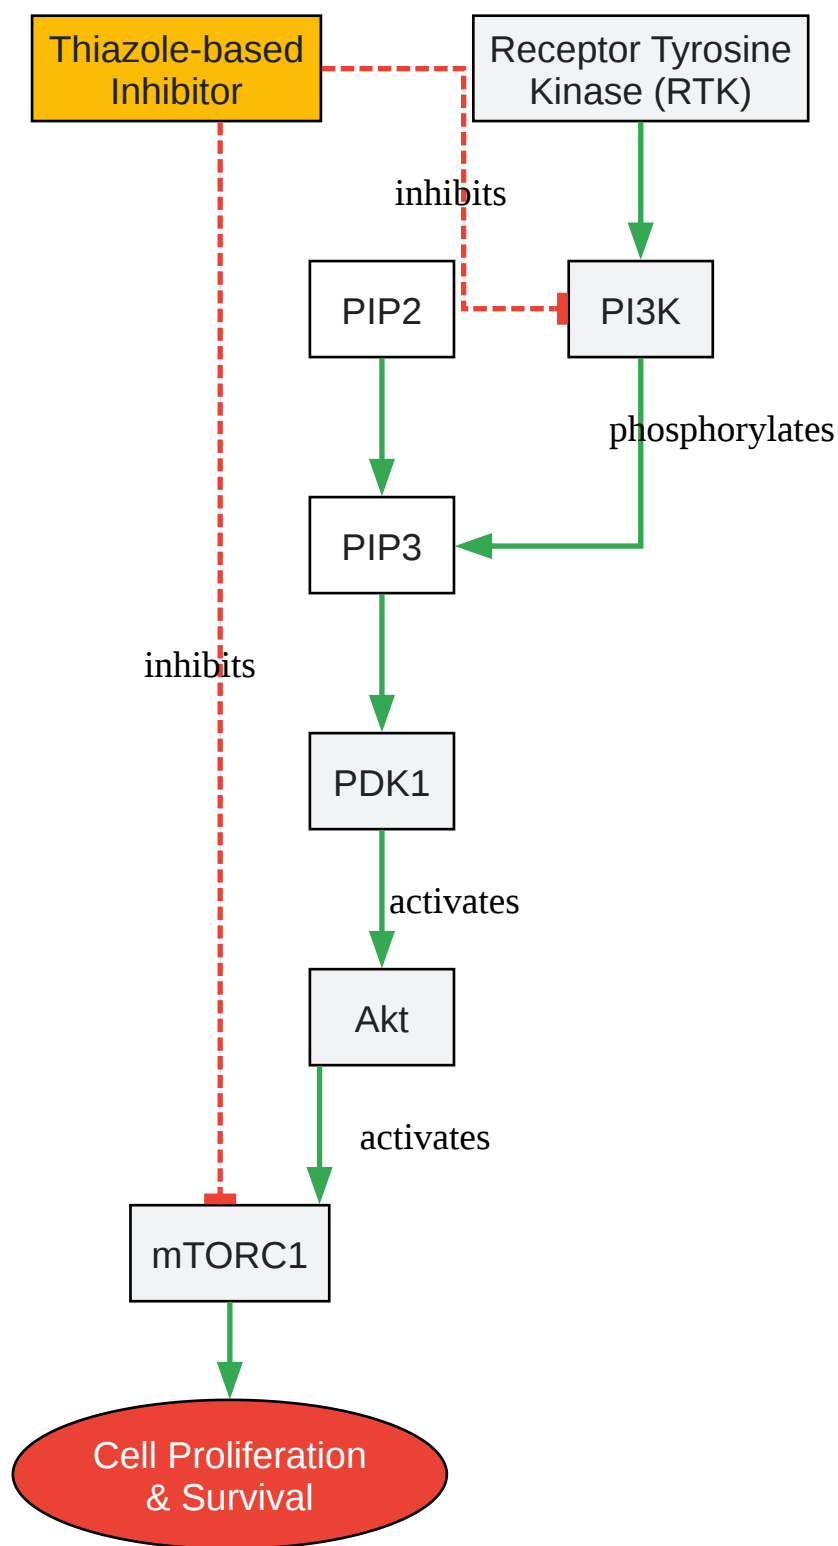 Thiazole-based
Inhibitor
Receptor Tyrosine
Kinase (RTK)
inhibits
PIP2
PI3K
phosphorylates
PIP3
inhibits
PDK1
activates
Akt
activates
mTORC1
Cell Proliferation
& Survival